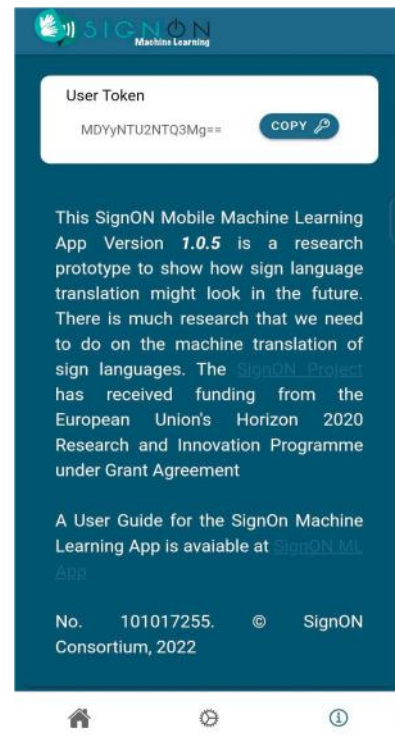 SIGNON
Machine Learning
User Token
MDYyNTU2NTQ3Mg==
COPY
This SignON Mobile Machine Learning
App Version 1.0.5 is a research
prototype to show how sign language
translation might look in the future.
There is much research that we need
to do on the machine translation of
sign languages. The SignON Project
has received funding from the
European Union's Horizon 2020
Research and Innovation Programme
under Grant Agreement
A User Guide for the SignOn Machine
Learning App is avaiable at SignON ML
App
No. 101017255. © SignON
Consortium, 2022